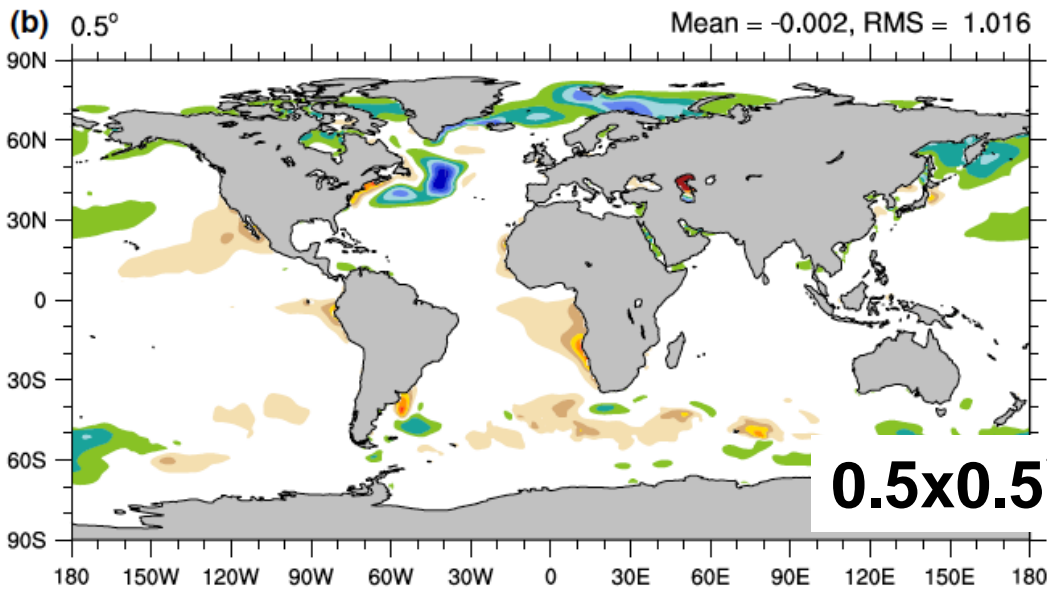 (b) 0.5° Mean = -0.002, RMS = 1.016
90N
60N
30N
0
30S
60S
90S
0.5x0.5
180 150W 120W 90W 60W 30W 0 30E 60E 90E 120E 150E 180